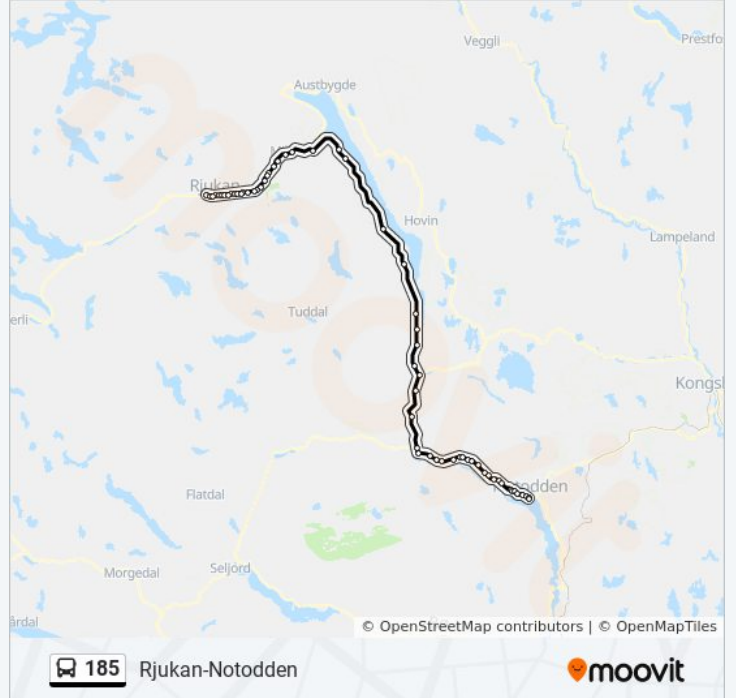 Veggli
Prestfo
Austbygde
Rjukan
Hovin
Lampeland
Tuddal
erli
Kongsl
Notodden
Flatdal
Seljord
Morgedal
årdal
© OpenStreetMap contributors | © OpenMapTiles
185 Rjukan-Notodden
moovit